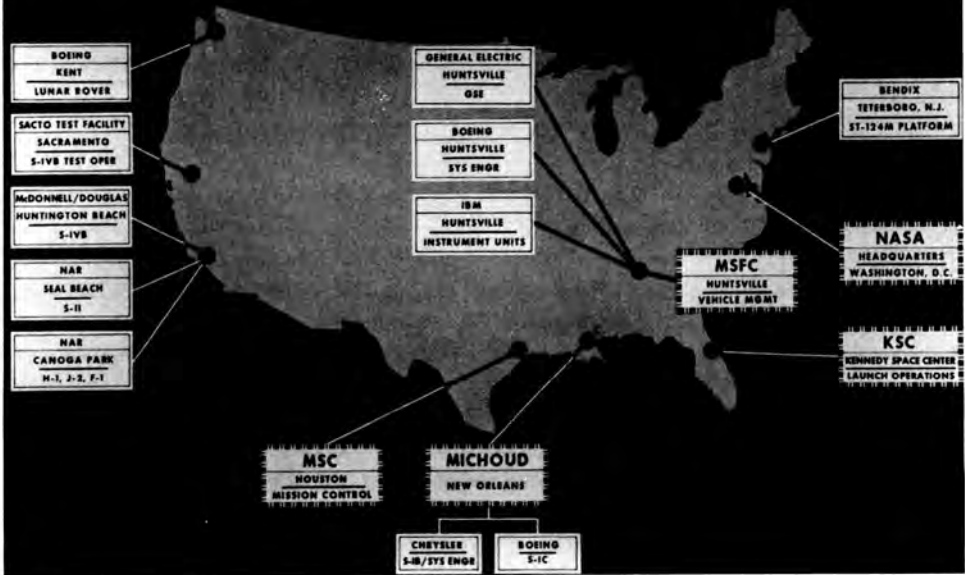 BOEING
KENT
LUNAR ROVER
SACTO TEST FACILITY
SACRAMENTO
S-IVB TEST OPER
McDONNELL/DOUGLAS
HUNTINGTON BEACH
S-IVB
NAR
SEAL BEACH
S-II
NAR
CANOGA PARK
H-1, J-2, F-1
GENERAL ELECTRIC
HUNTSVILLE
GSE
BOEING
HUNTSVILLE
SYS ENGR
IBM
HUNTSVILLE
INSTRUMENT UNITS
BENDIX
TETERBORO, N.J.
ST-124M PLATFORM
NASA
HEADQUARTERS
WASHINGTON, D.C.
MSFC
HUNTSVILLE
VEHICLE MGMT
KSC
KENNEDY SPACE CENTER
LAUNCH OPERATIONS
MSC
HOUSTON
MISSION CONTROL
MICHOUD
NEW ORLEANS
CHRYSLER
S-IB/SYS ENGR
BOEING
S-IC